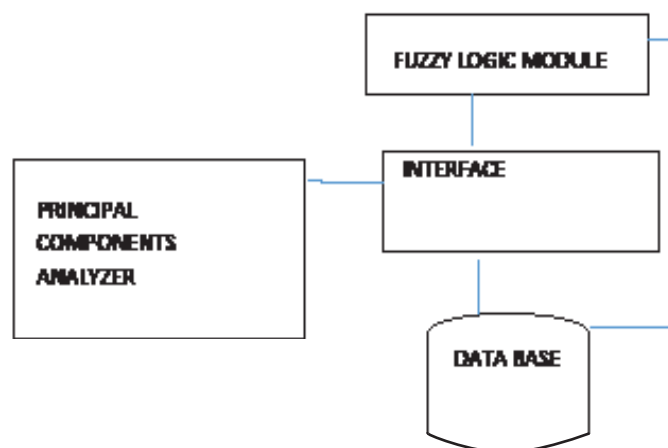 FUZZY LOGIC MODULE
INTERFACE
PRINCIPAL
COMPONENTS
ANALYZER
DATA BASE